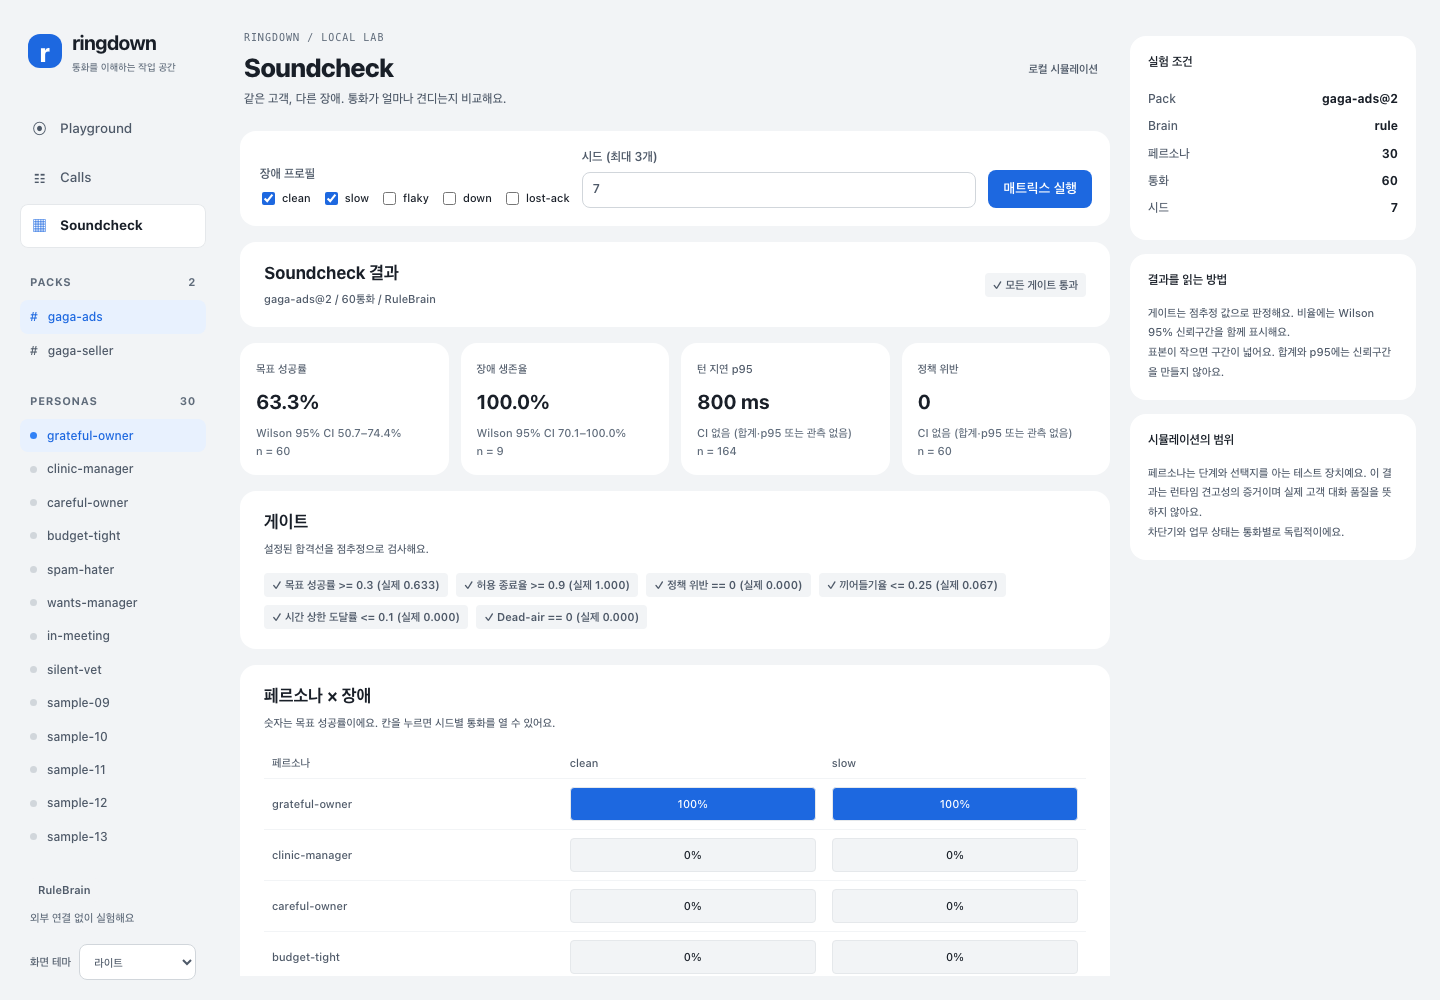 r
ringdown
통화를 이해하는 작업 공간
Playground
Calls
Soundcheck
PACKS 2
# gaga-ads
# gaga-seller
PERSONAS 30
grateful-owner
clinic-manager
careful-owner
budget-tight
spam-hater
wants-manager
in-meeting
silent-vet
sample-09
sample-10
sample-11
sample-12
sample-13
RuleBrain
외부 연결 없이 실험해요
화면 테마 라이트
RINGDOWN / LOCAL LAB
Soundcheck
로컬 시뮬레이션
같은 고객, 다른 장애. 통화가 얼마나 견디는지 비교해요.
장애 프로필
clean slow flaky down lost-ack
시드 (최대 3개)
7
매트릭스 실행
Soundcheck 결과
gaga-ads@2 / 60통화 / RuleBrain
✓ 모든 게이트 통과
목표 성공률
63.3%
Wilson 95% CI 50.7–74.4%
n = 60
장애 생존율
100.0%
Wilson 95% CI 70.1–100.0%
n = 9
턴 지연 p95
800 ms
CI 없음 (합계·p95 또는 관측 없음)
n = 164
정책 위반
0
CI 없음 (합계·p95 또는 관측 없음)
n = 60
게이트
설정된 합격선을 점추정으로 검사해요.
✓ 목표 성공률 >= 0.3 (실제 0.633) ✓ 허용 종료율 >= 0.9 (실제 1.000) ✓ 정책 위반 == 0 (실제 0.000) ✓ 끼어들기율 <= 0.25 (실제 0.067)
✓ 시간 상한 도달률 <= 0.1 (실제 0.000) ✓ Dead-air == 0 (실제 0.000)
페르소나 × 장애
숫자는 목표 성공률이에요. 칸을 누르면 시드별 통화를 열 수 있어요.
페르소나 clean slow
grateful-owner 100% 100%
clinic-manager 0% 0%
careful-owner 0% 0%
budget-tight 0% 0%
실험 조건
Pack gaga-ads@2
Brain rule
페르소나 30
통화 60
시드 7
결과를 읽는 방법
게이트는 점추정 값으로 판정해요. 비율에는 Wilson
95% 신뢰구간을 함께 표시해요.
표본이 작으면 구간이 넓어요. 합계와 p95에는 신뢰구간
을 만들지 않아요.
시뮬레이션의 범위
페르소나는 단계와 선택지를 아는 테스트 장치예요. 이 결
과는 런타임 견고성의 증거이며 실제 고객 대화 품질을 뜻
하지 않아요.
차단기와 업무 상태는 통화별로 독립적이에요.